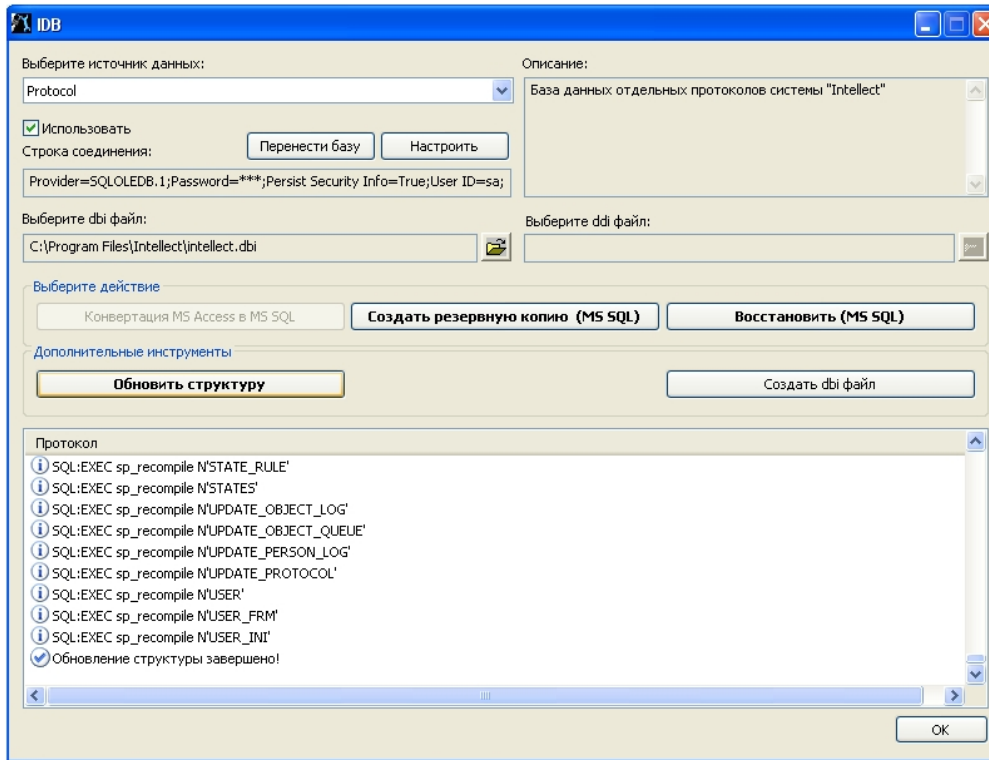 IDB
Выберите источник данных:
Protocol
Использовать
Строка соединения:
Перенести базу
Настроить
Provider=SQLOLEDB.1;Password=***;Persist Security Info=True;User ID=sa;
Описание:
База данных отдельных протоколов системы "Intellect"
Выберите dbi файл:
C:\Program Files\Intellect\intellect.dbi
Выберите ddi файл:
Выберите действие
Конвертация MS Access в MS SQL
Создать резервную копию (MS SQL)
Восстановить (MS SQL)
Дополнительные инструменты
Обновить структуру
Создать dbi файл
Протокол
SQL:EXEC sp_recompile N'STATE_RULE'
SQL:EXEC sp_recompile N'STATES'
SQL:EXEC sp_recompile N'UPDATE_OBJECT_LOG'
SQL:EXEC sp_recompile N'UPDATE_OBJECT_QUEUE'
SQL:EXEC sp_recompile N'UPDATE_PERSON_LOG'
SQL:EXEC sp_recompile N'UPDATE_PROTOCOL'
SQL:EXEC sp_recompile N'USER'
SQL:EXEC sp_recompile N'USER_FRM'
SQL:EXEC sp_recompile N'USER_INI'
Обновление структуры завершено!
OK